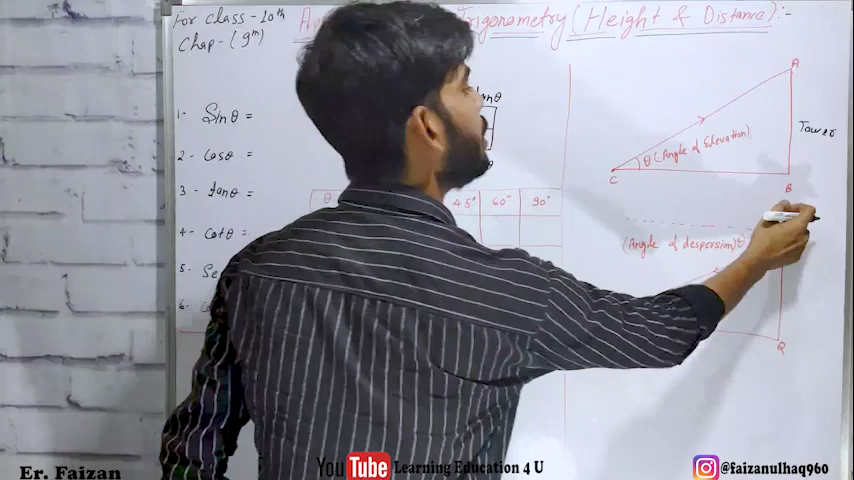 For Class - 10th
Chap - (9th)
Trigonometry (Height & Distance) :-
1- Sinθ =
2- Cosθ =
3- tanθ =
4- Cotθ =
5-
6-
θ
45° 60° 90°
A
Tower
θ (Angle of Elevation)
C
B
(Angle of despersion) θ
Q
Er. Faizan
YouTube Learning Education 4 U
@faizanulhaq960